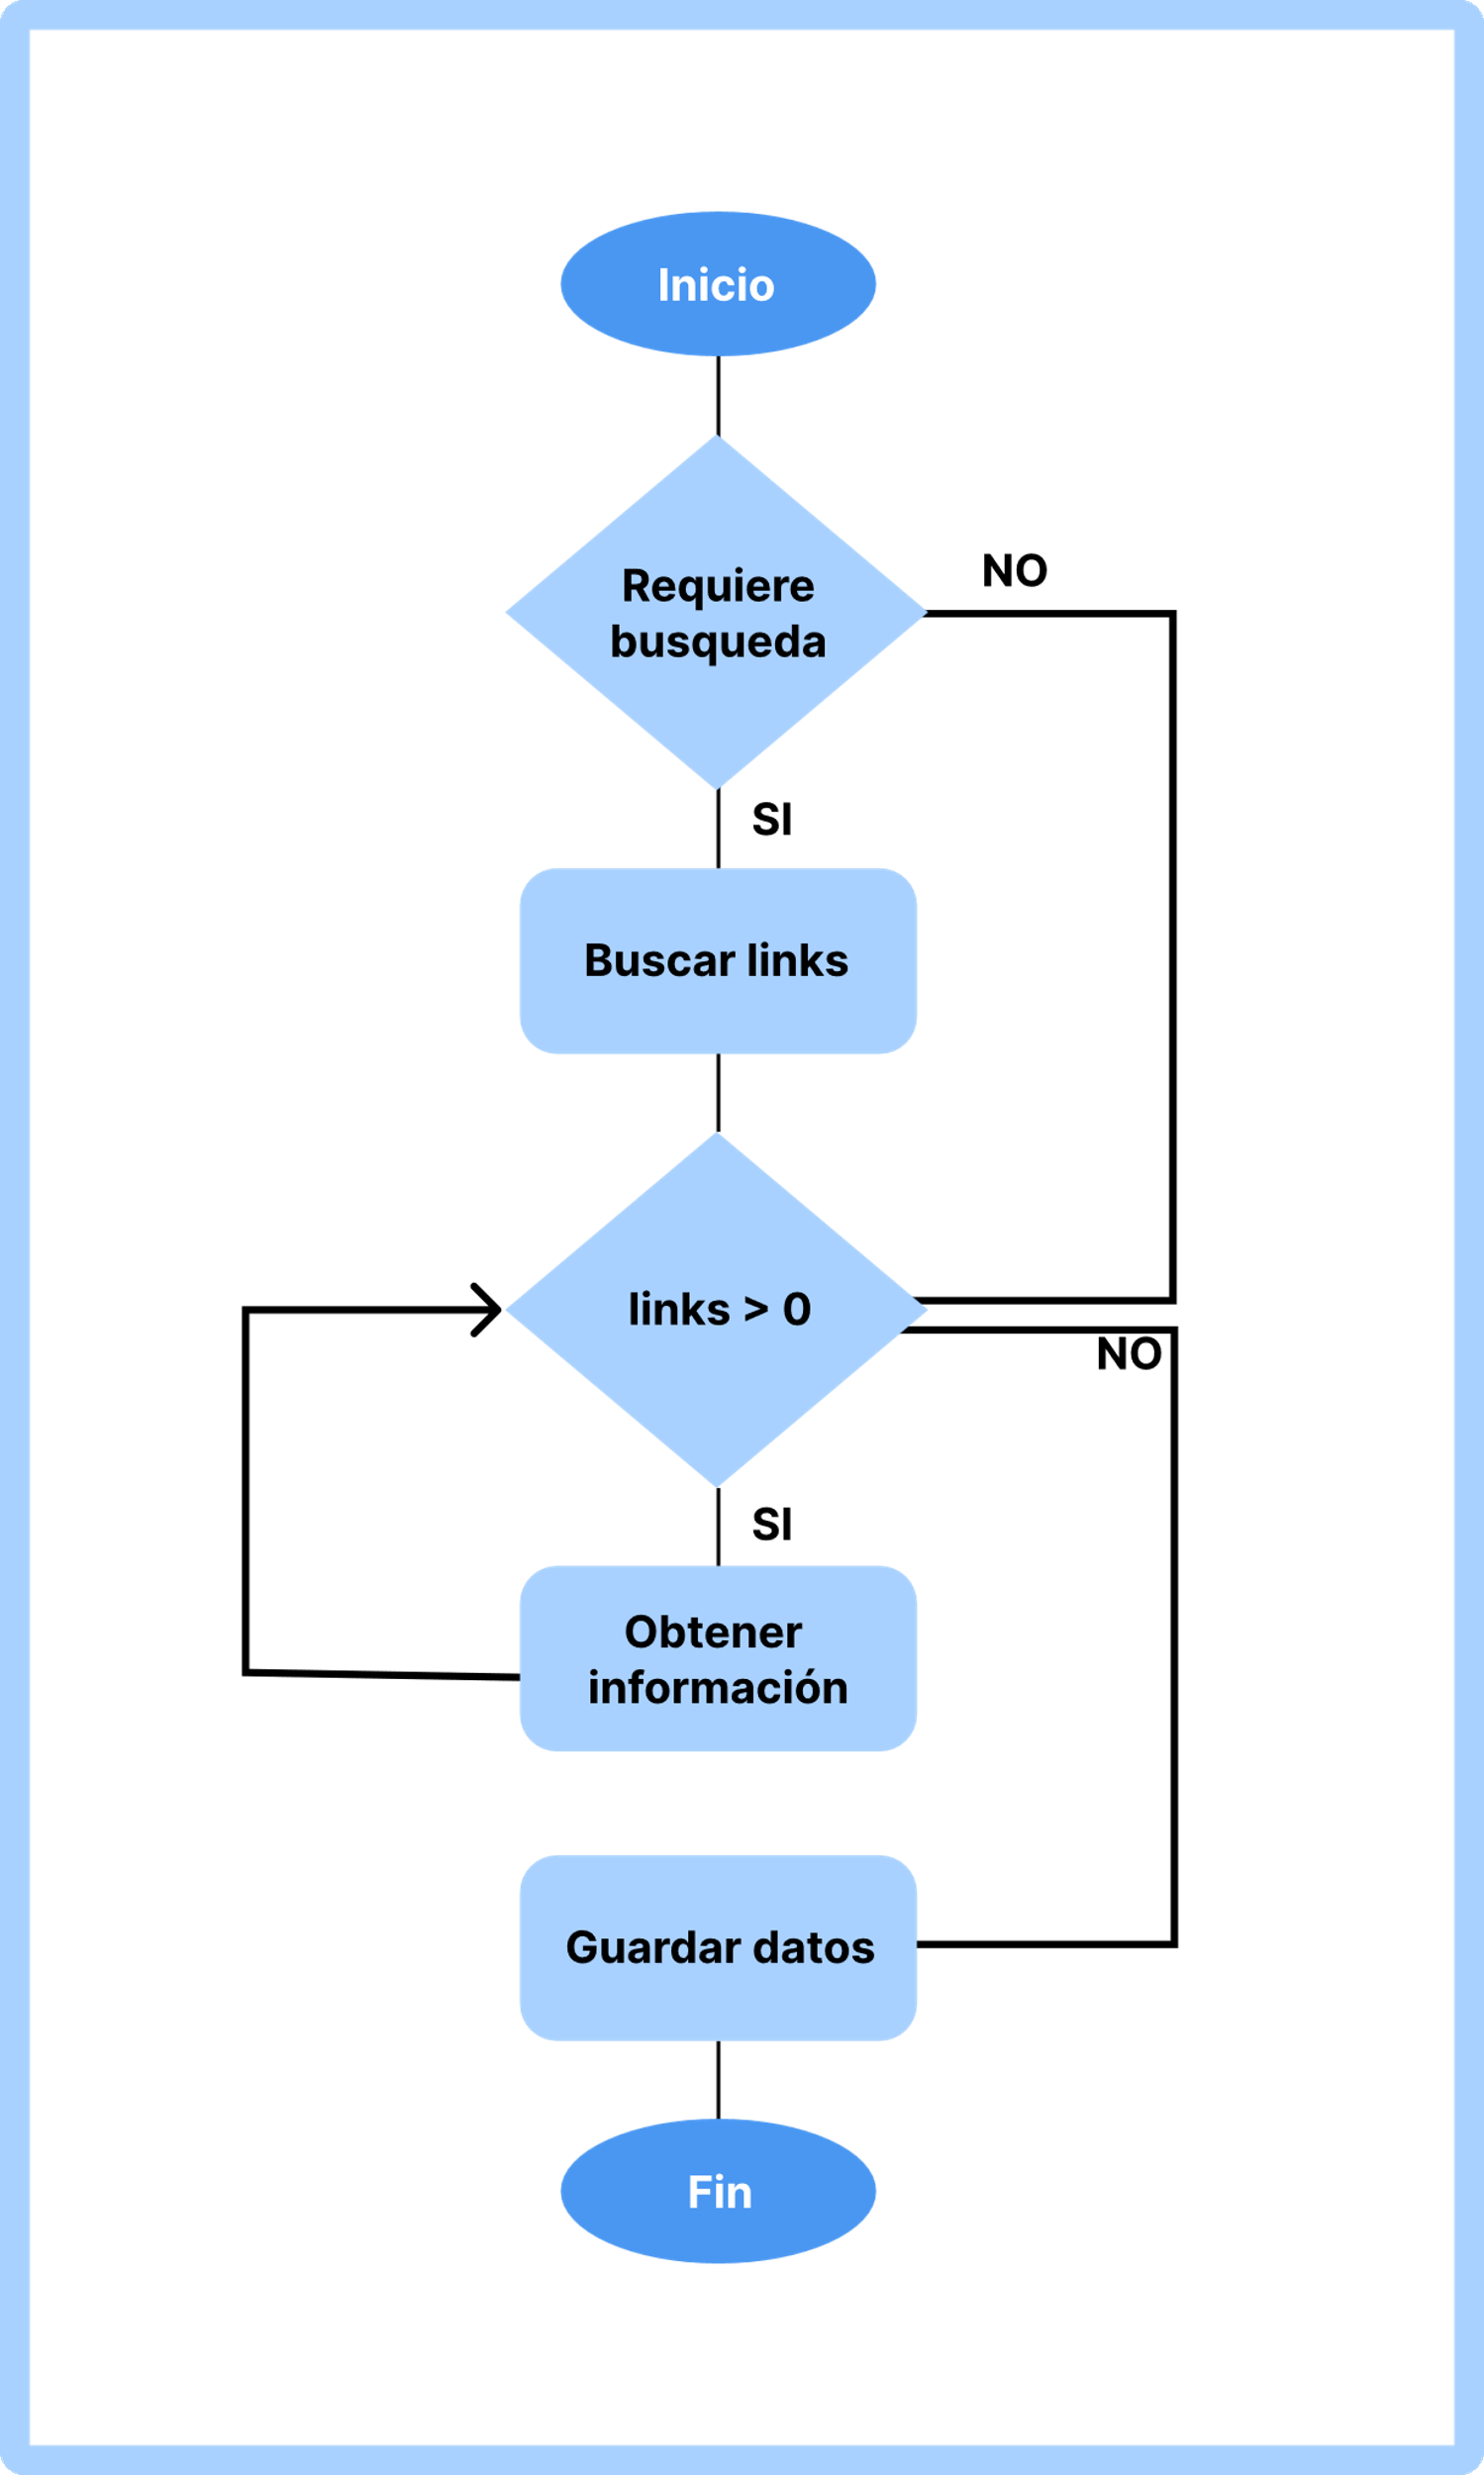 Inicio
Requiere
busqueda
NO
SI
Buscar links
links > 0
NO
SI
Obtener
información
Guardar datos
Fin